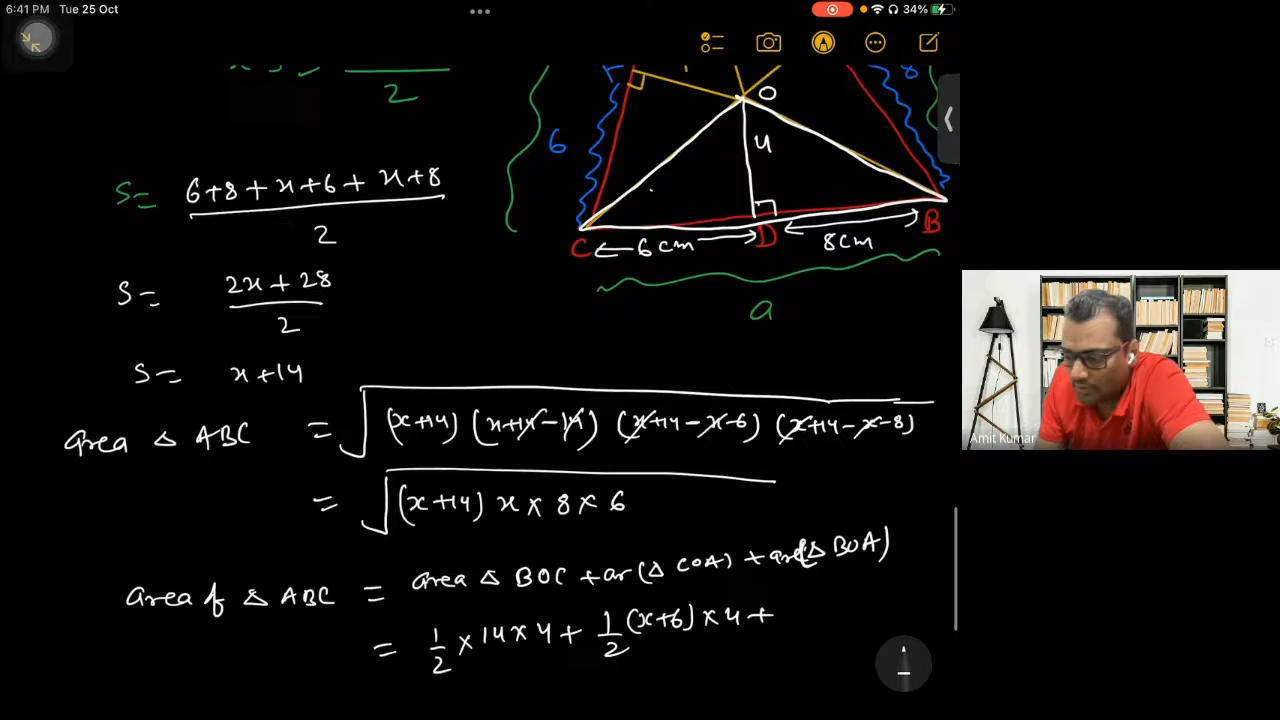 6:41 PM Tue 25 Oct
34%
2
6
O
4
8
C
6 cm
D
8cm
B
a
S= 6+8+x+6+x+8
2
S= 2x+28
2
S= x+14
area △ ABC = √(x+14) (x+14-14) (x+14-x-6) (x+14-x-8)
= √(x+14) x × 8 × 6
Area of △ ABC = area △ BOC + ar(△ COA) + ar(△ BOA)
= 1/2 × 14 × 4 + 1/2 (x+6) × 4 +
Amit Kumar